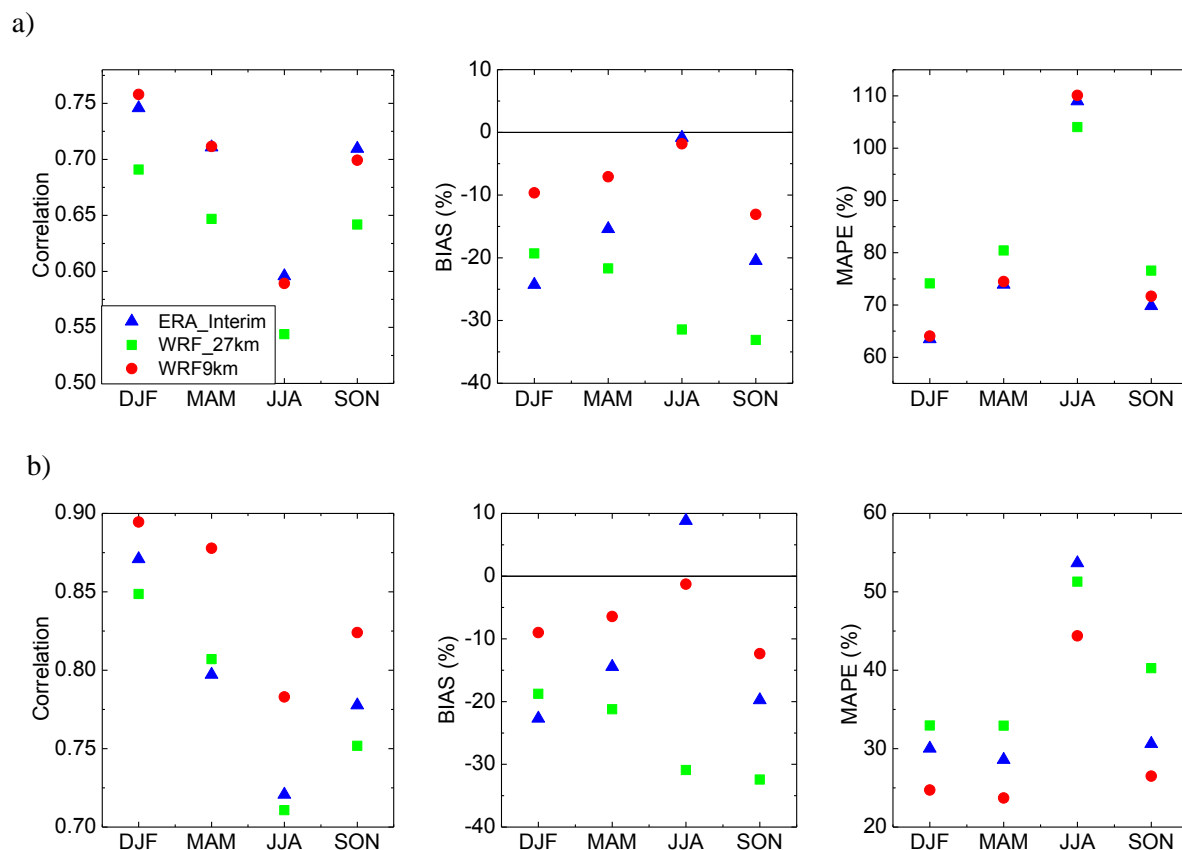 a)
Correlation
0.75
0.70
0.65
0.60
0.55
0.50
DJF MAM JJA SON
ERA_Interim
WRF_27km
WRF9km
BIAS (%)
10
0
-10
-20
-30
-40
DJF MAM JJA SON
MAPE (%)
110
100
90
80
70
60
DJF MAM JJA SON
b)
Correlation
0.90
0.85
0.80
0.75
0.70
DJF MAM JJA SON
BIAS (%)
10
0
-10
-20
-30
-40
DJF MAM JJA SON
MAPE (%)
60
50
40
30
20
DJF MAM JJA SON